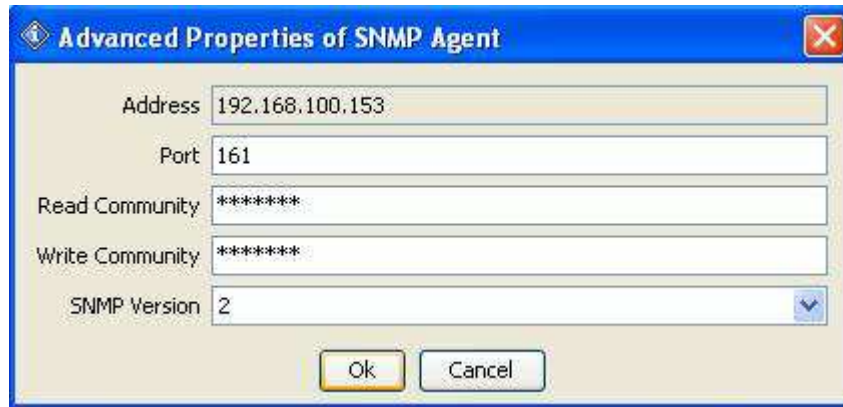 Advanced Properties of SNMP Agent
Address 192.168.100.153
Port 161
Read Community *******
Write Community *******
SNMP Version 2
Ok Cancel